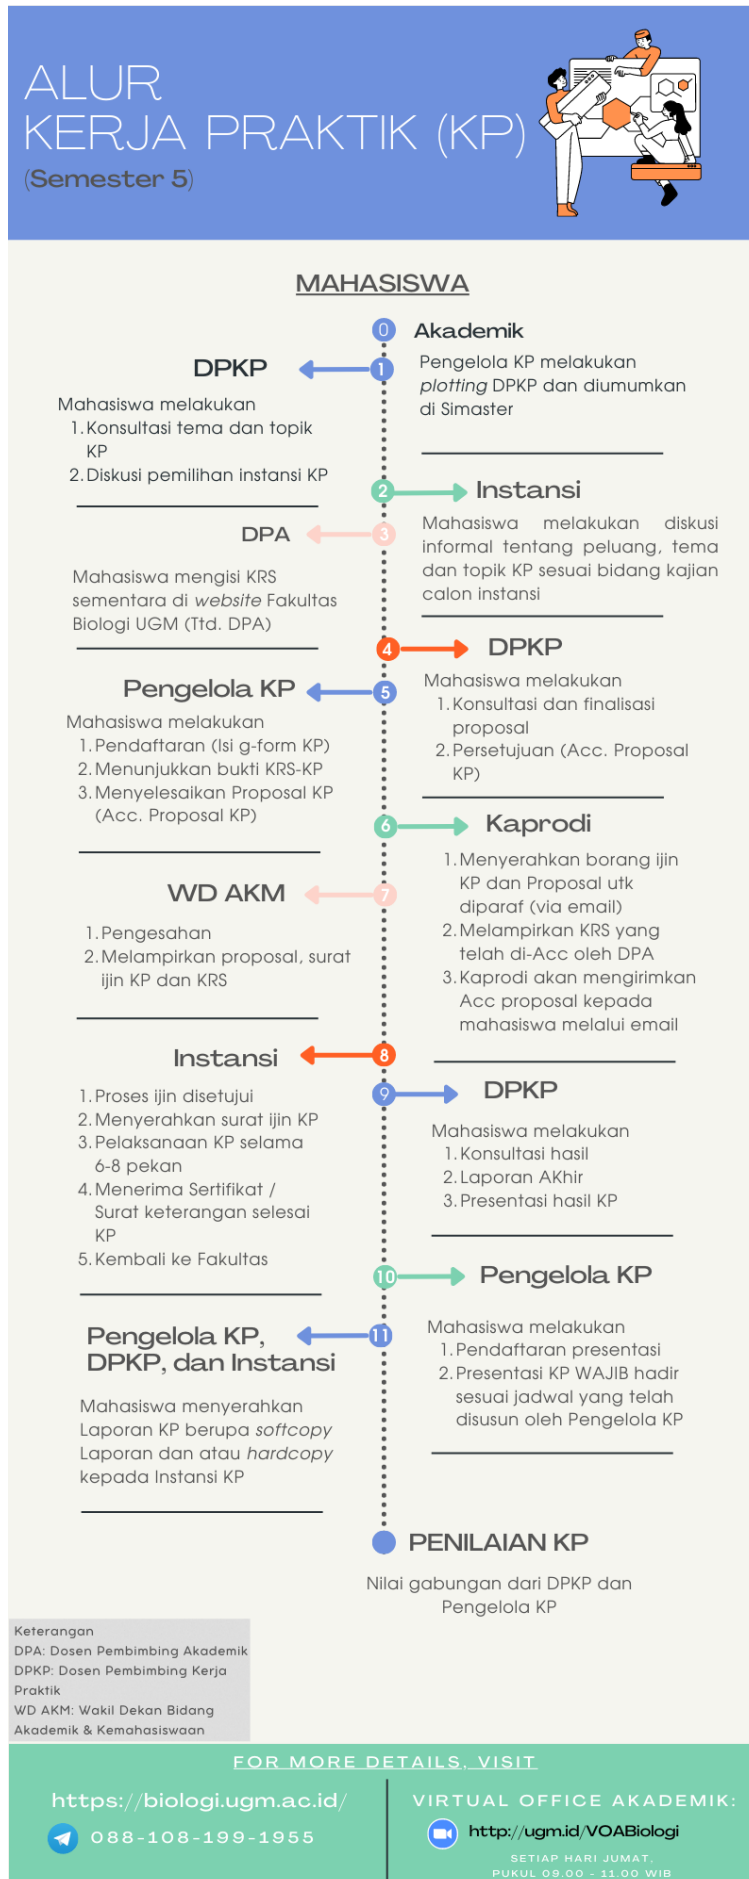 ALUR
KERJA PRAKTIK (KP)
(Semester 5)
MAHASISWA
0 Akademik
Pengelola KP melakukan
plotting DPKP dan diumumkan
di Simaster
DPKP 1
Mahasiswa melakukan
1. Konsultasi tema dan topik
KP
2. Diskusi pemilihan instansi KP
2 Instansi
Mahasiswa melakukan diskusi
informal tentang peluang, tema
dan topik KP sesuai bidang kajian
calon instansi
DPA 3
Mahasiswa mengisi KRS
sementara di website Fakultas
Biologi UGM (Ttd. DPA)
4 DPKP
Mahasiswa melakukan
1. Konsultasi dan finalisasi
proposal
2. Persetujuan (Acc. Proposal
KP)
Pengelola KP 5
Mahasiswa melakukan
1. Pendaftaran (Isi g-form KP)
2. Menunjukkan bukti KRS-KP
3. Menyelesaikan Proposal KP
(Acc. Proposal KP)
6 Kaprodi
1. Menyerahkan borang ijin
KP dan Proposal utk
diparaf (via email)
2. Melampirkan KRS yang
telah di-Acc oleh DPA
3. Kaprodi akan mengirimkan
Acc proposal kepada
mahasiswa melalui email
WD AKM 7
1. Pengesahan
2. Melampirkan proposal, surat
ijin KP dan KRS
Instansi 8
1. Proses ijin disetujui
2. Menyerahkan surat ijin KP
3. Pelaksanaan KP selama
6-8 pekan
4. Menerima Sertifikat /
Surat keterangan selesai
KP
5. Kembali ke Fakultas
9 DPKP
Mahasiswa melakukan
1. Konsultasi hasil
2. Laporan AKhir
3. Presentasi hasil KP
10 Pengelola KP
Mahasiswa melakukan
1. Pendaftaran presentasi
2. Presentasi KP WAJIB hadir
sesuai jadwal yang telah
disusun oleh Pengelola KP
Pengelola KP, 11
DPKP, dan Instansi
Mahasiswa menyerahkan
Laporan KP berupa softcopy
Laporan dan atau hardcopy
kepada Instansi KP
PENILAIAN KP
Nilai gabungan dari DPKP dan
Pengelola KP
Keterangan
DPA: Dosen Pembimbing Akademik
DPKP: Dosen Pembimbing Kerja
Praktik
WD AKM: Wakil Dekan Bidang
Akademik & Kemahasiswaan
FOR MORE DETAILS, VISIT
https://biologi.ugm.ac.id/
088-108-199-1955
VIRTUAL OFFICE AKADEMIK:
http://ugm.id/VOABiologi
SETIAP HARI JUMAT,
PUKUL 09.00 - 11.00 WIB